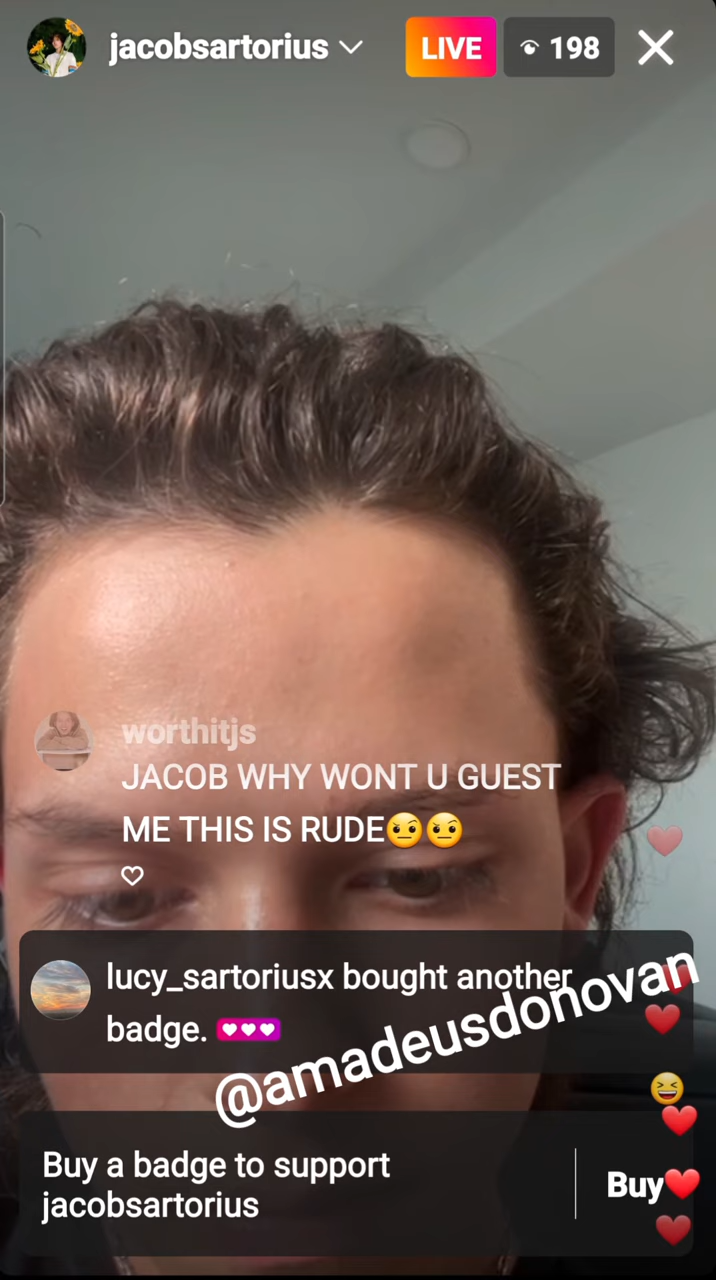 jacobsartorius
LIVE
198
worthitjs
JACOB WHY WONT U GUEST
ME THIS IS RUDE🤨🤨
lucy_sartoriusx bought another
badge.
@amadeusdonovan
Buy a badge to support
jacobsartorius
Buy